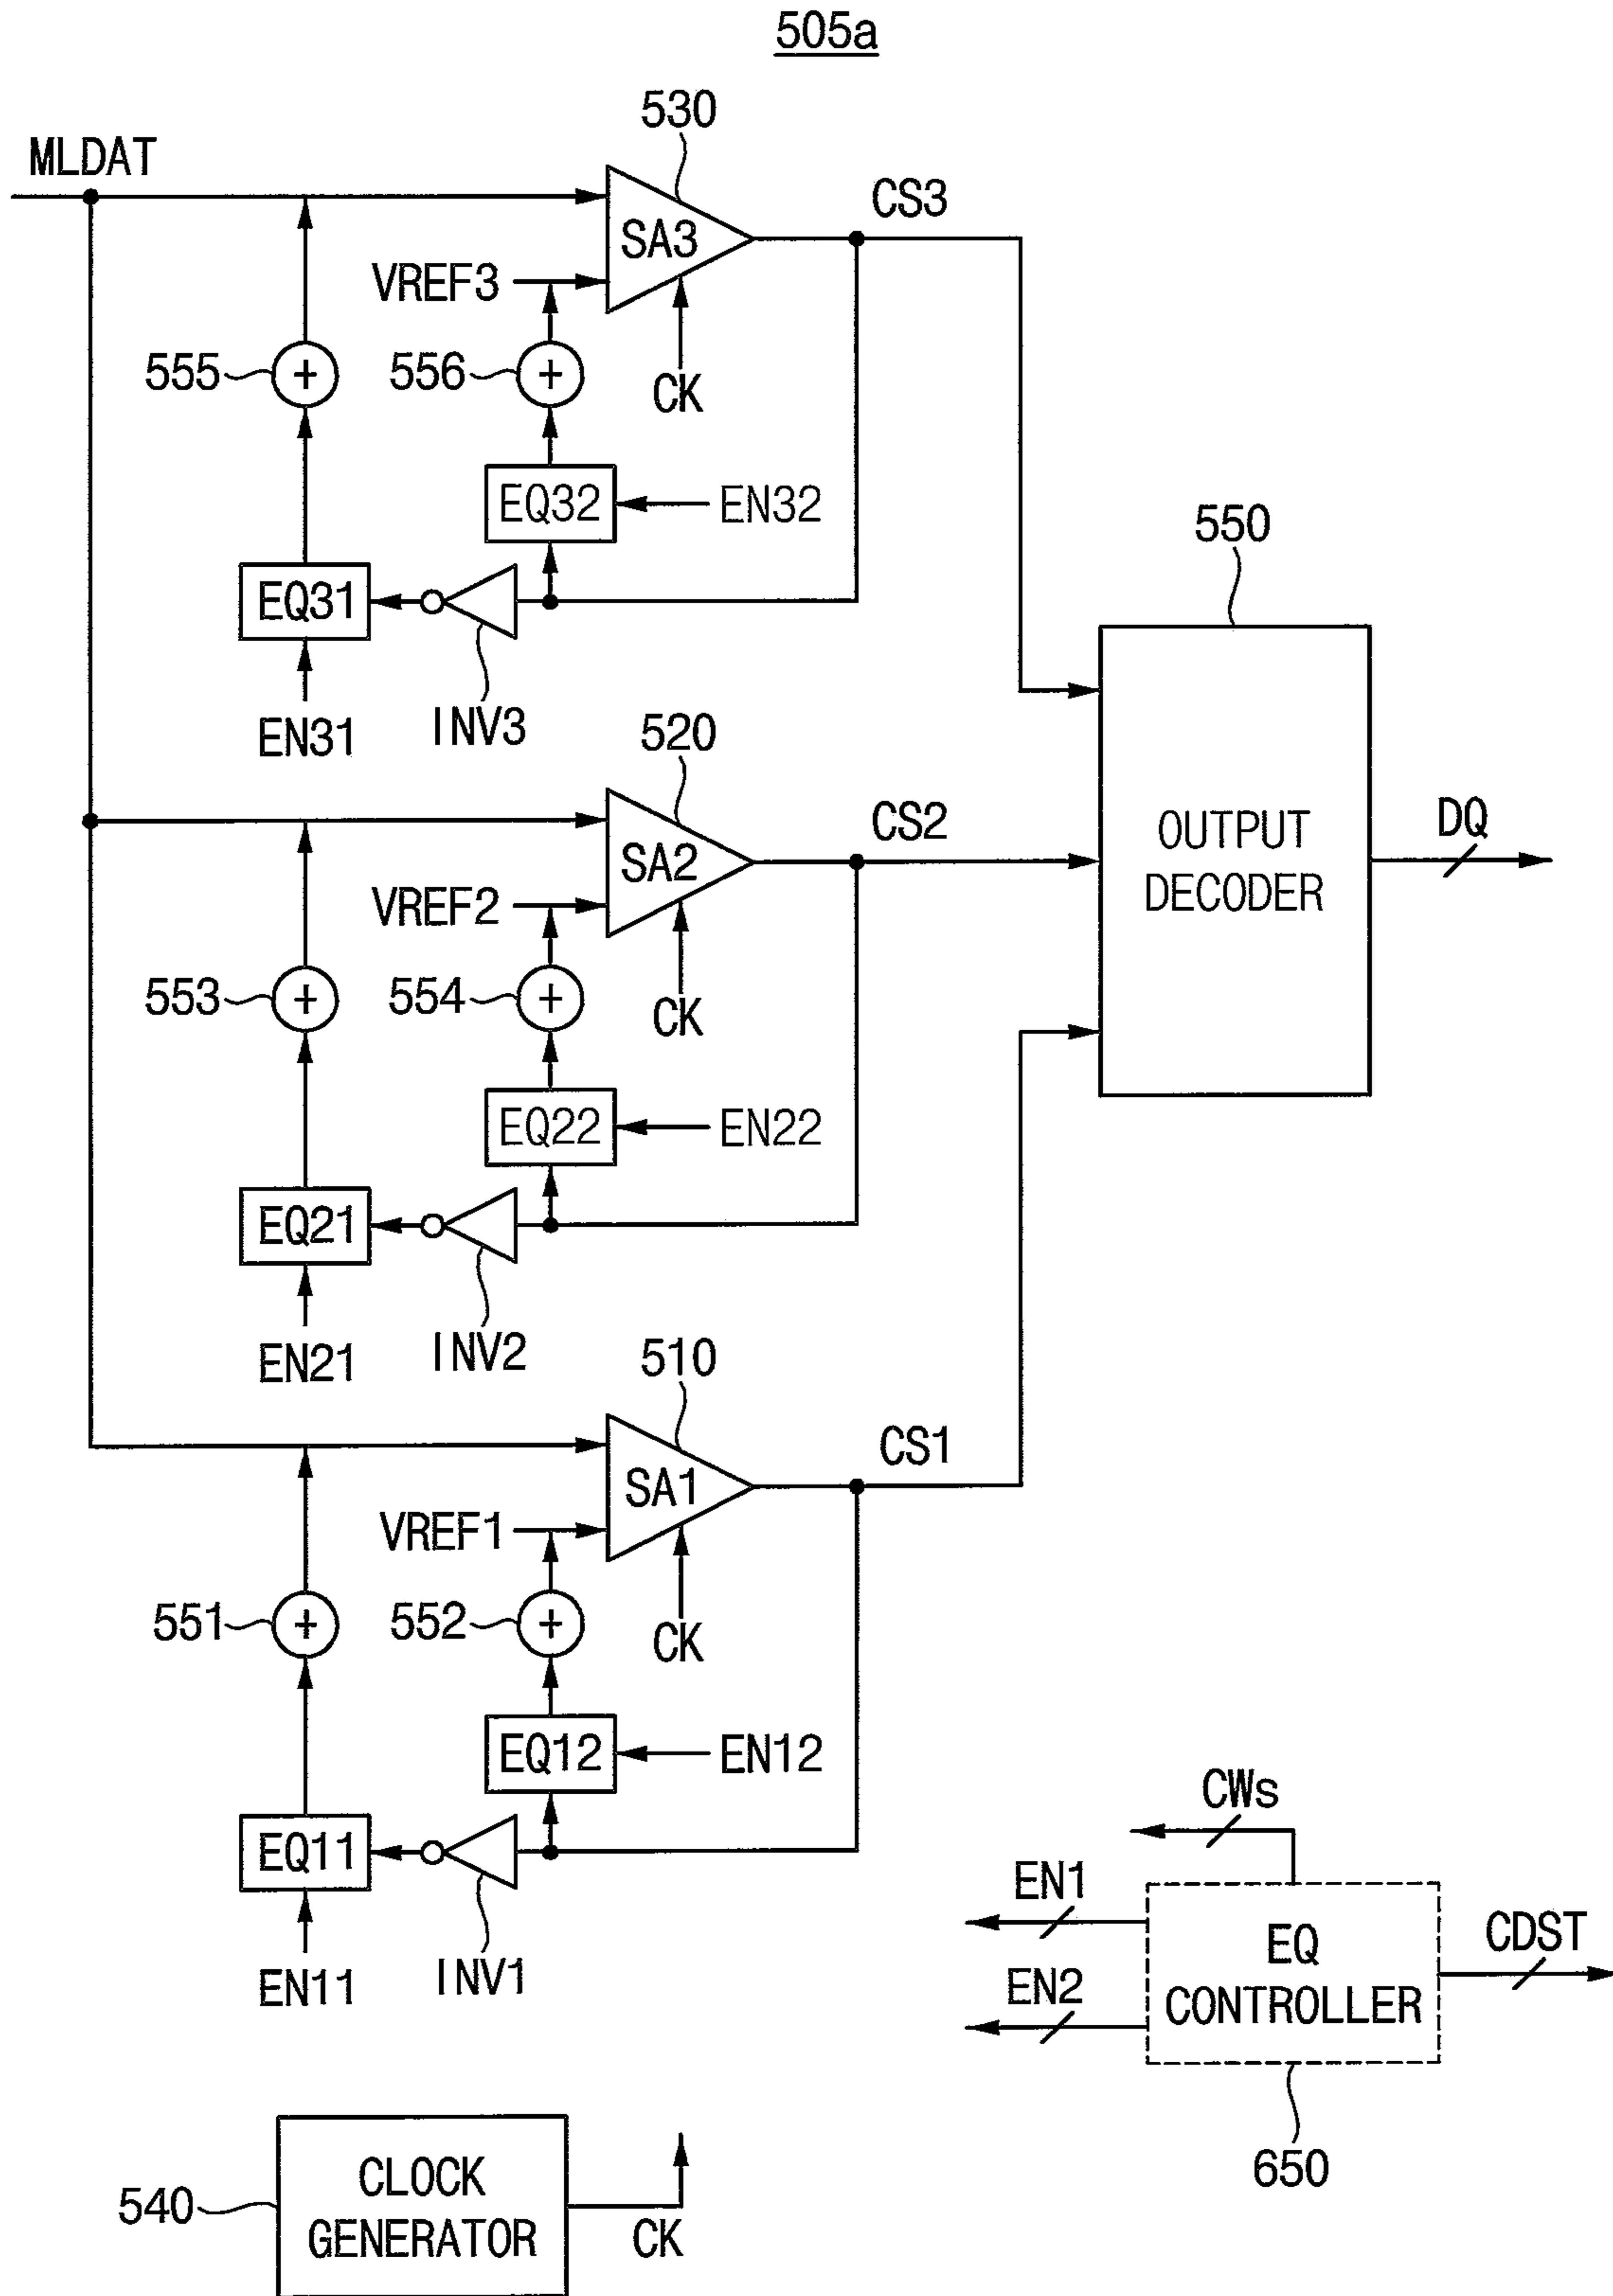 505a
530
MLDAT
CS3
SA3
VREF3
555
+
556
+
CK
EQ32
EN32
550
EQ31
EN31
INV3
520
CS2
OUTPUT
DECODER
DQ
SA2
VREF2
553
+
554
+
CK
EQ22
EN22
EQ21
EN21
INV2
510
CS1
SA1
VREF1
551
+
552
+
CK
EQ12
EN12
CWs
EQ11
EN1
EQ
CONTROLLER
CDST
EN11
INV1
EN2
650
540
CLOCK
GENERATOR
CK